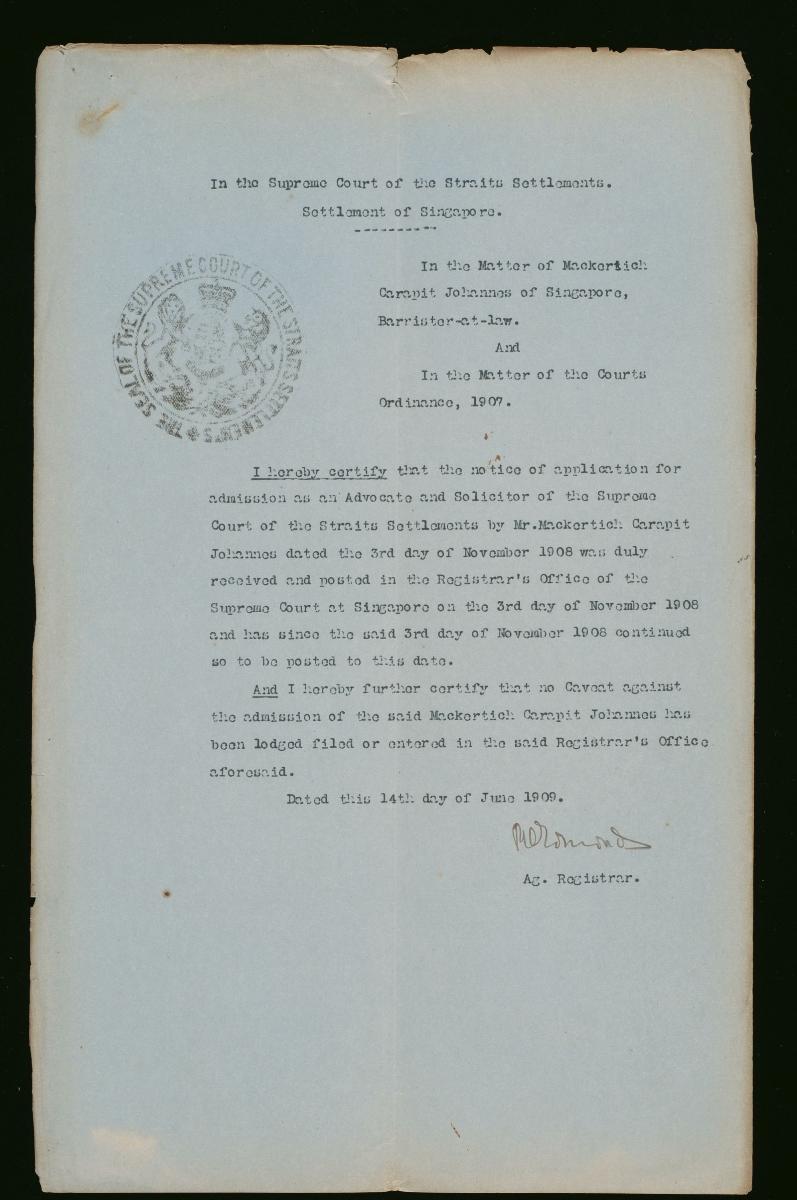 In the Supreme Court of the Straits Settlements.
Settlement of Singapore.
---------
THE SEAL OF THE SUPREME COURT OF THE STRAITS SETTLEMENTS
In the Matter of Mackertich
Carapit Johannes of Singapore,
Barrister-at-law.
And
In the Matter of the Courts
Ordinance, 1907.
I hereby certify that the notice of application for
admission as an Advocate and Solicitor of the Supreme
Court of the Straits Settlements by Mr.Mackertich Carapit
Johannes dated the 3rd day of November 1908 was duly
received and posted in the Registrar's Office of the
Supreme Court at Singapore on the 3rd day of November 1908
and has since the said 3rd day of November 1908 continued
so to be posted to this date.
And I hereby further certify that no Caveat against
the admission of the said Mackertich Carapit Johannes has
been lodged filed or entered in the said Registrar's Office
aforesaid.
Dated this 14th day of June 1909.
Ag. Registrar.